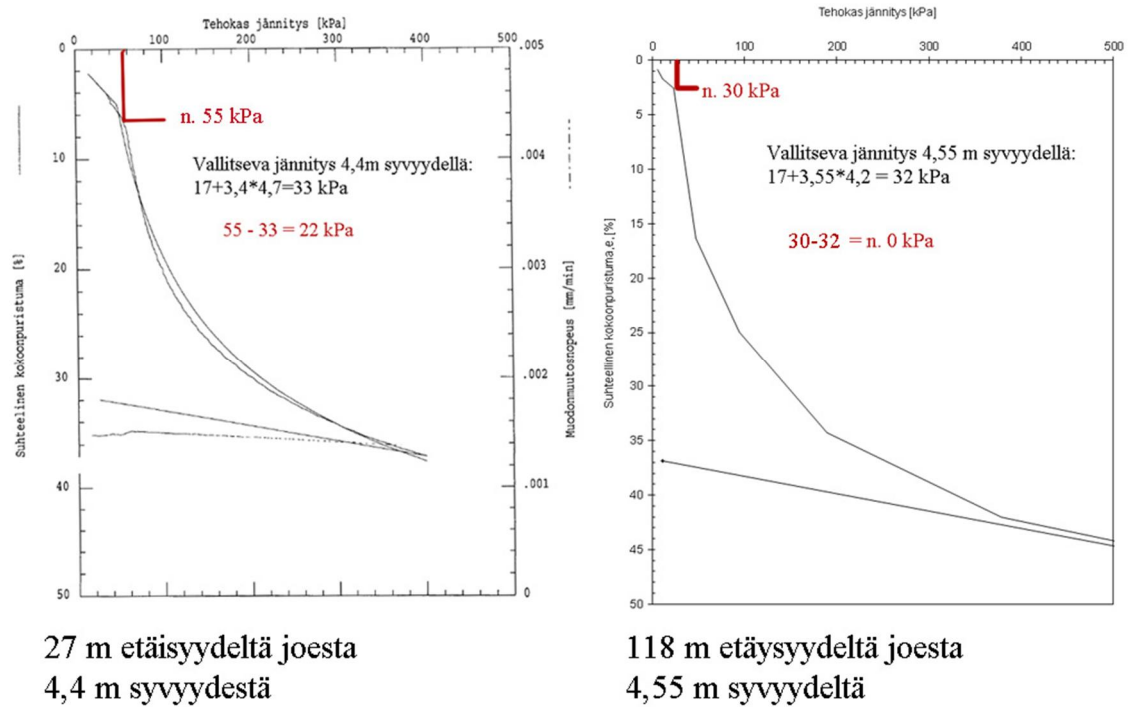 Tehokas jännitys [kPa]
0 100 200 300 400 500
0
10
20
30
40
50
.005
.004
.003
.002
.001
0
Suhteelinen kokoonpuristuma [%]
Muodonmuutosnopeus [mm/min]
n. 55 kPa
Vallitseva jännitys 4,4m syvyydellä:
17+3,4*4,7=33 kPa
55 - 33 = 22 kPa
27 m etäisyydeltä joesta
4,4 m syvyydestä
Tehokas jännitys [kPa]
0 100 200 300 400 500
0
5
10
15
20
25
30
35
40
45
50
Suhteellinen kokoonpuristuma,e,[%]
n. 30 kPa
Vallitseva jännitys 4,55 m syvyydellä:
17+3,55*4,2 = 32 kPa
30-32 = n. 0 kPa
118 m etäysyydeltä joesta
4,55 m syvyydeltä